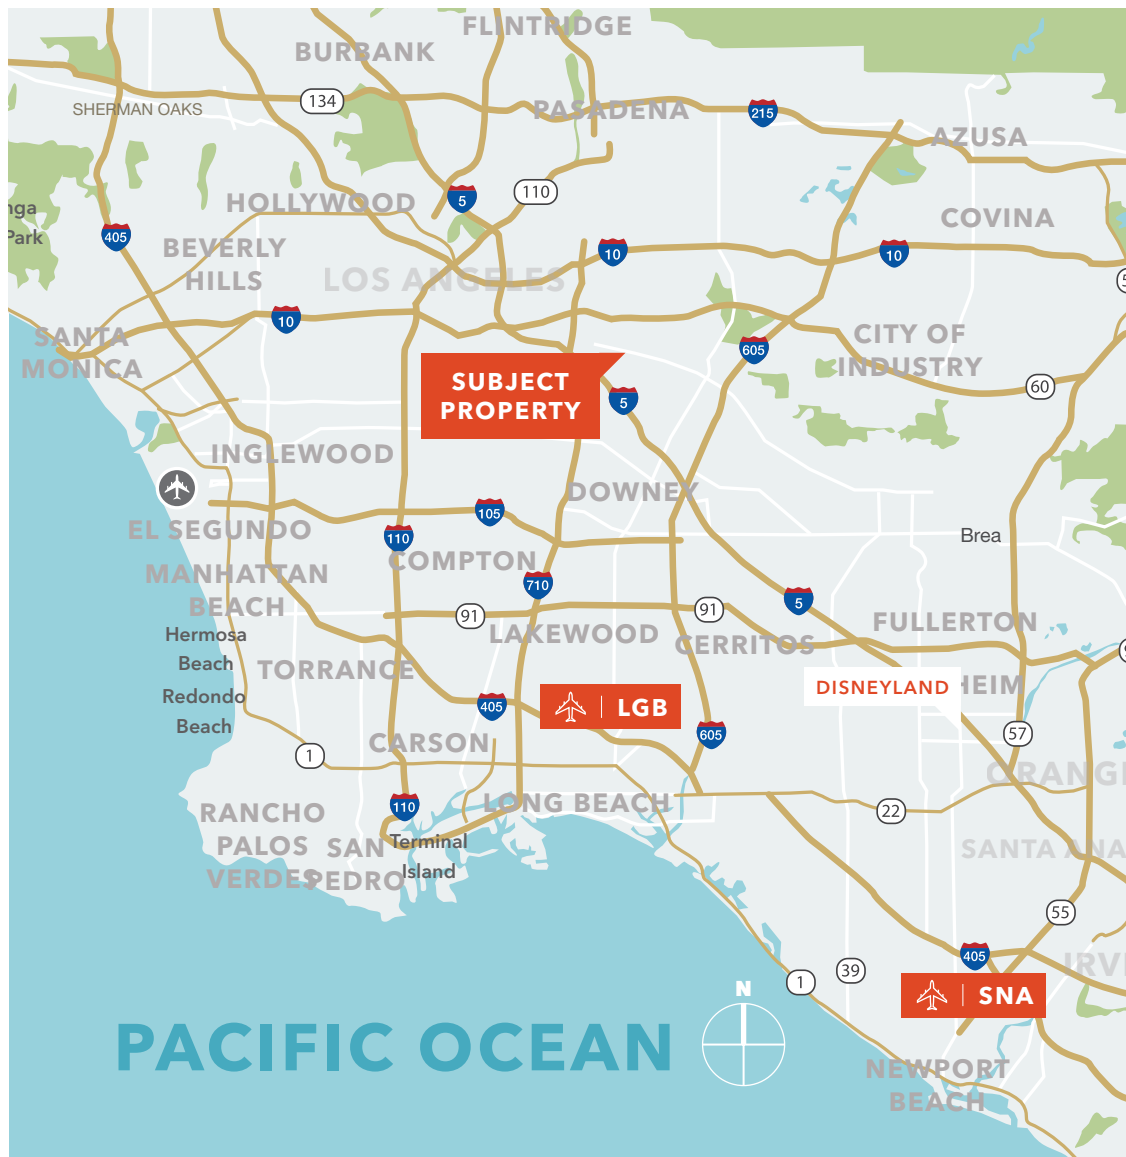 FLINTRIDGE
BURBANK
134
PASADENA
215
SHERMAN OAKS
AZUSA
110
5
HOLLYWOOD
COVINA
nga
Park
405
BEVERLY
HILLS
10
10
LOS ANGELES
10
SANTA
MONICA
CITY OF
INDUSTRY
605
60
SUBJECT
PROPERTY
5
INGLEWOOD
DOWNEY
105
EL SEGUNDO
110
Brea
COMPTON
MANHATTAN
BEACH
710
5
91
91
FULLERTON
LAKEWOOD
CERRITOS
Hermosa
Beach
TORRANCE
Redondo
Beach
DISNEYLAND
HEIM
405
LGB
605
57
CARSON
1
ORANGE
110
LONG BEACH
22
RANCHO
PALOS
VERDES
SAN
PEDRO
Terminal
Island
SANTA ANA
55
405
IRVI
39
1
SNA
N
PACIFIC OCEAN
NEWPORT
BEACH